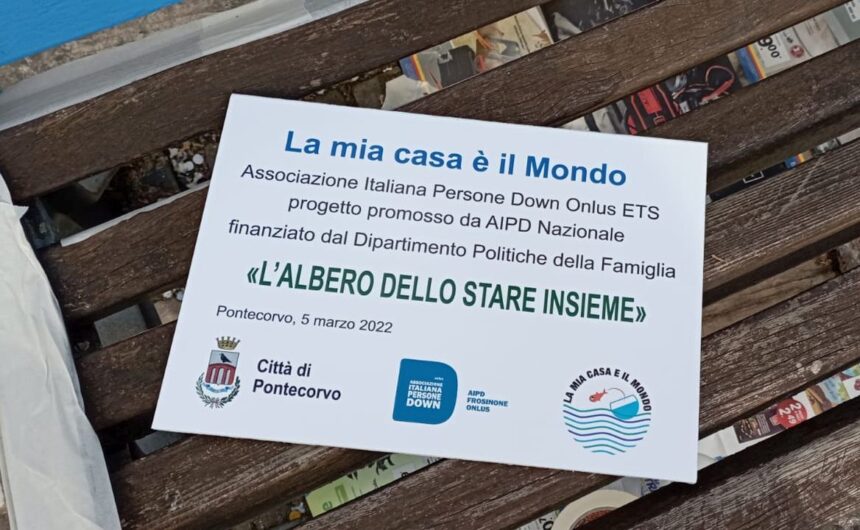 La mia casa è il Mondo
Associazione Italiana Persone Down Onlus ETS
progetto promosso da AIPD Nazionale
finanziato dal Dipartimento Politiche della Famiglia
«L'ALBERO DELLO STARE INSIEME»
Pontecorvo, 5 marzo 2022
Città di
Pontecorvo
ASSOCIAZIONE
ITALIANA
PERSONE
DOWN
AIPD
FROSINONE
ONLUS
LA MIA CASA E IL MONDO